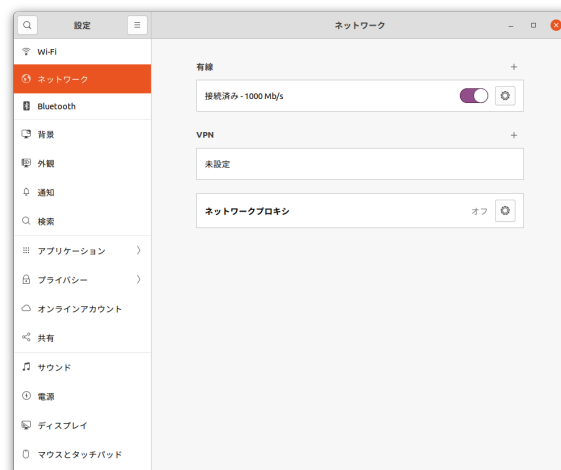 設定
ネットワーク
Wi-Fi
ネットワーク
Bluetooth
背景
外観
通知
検索
アプリケーション
プライバシー
オンラインアカウント
共有
サウンド
電源
ディスプレイ
マウスとタッチパッド
有線
接続済み - 1000 Mb/s
VPN
未設定
ネットワークプロキシ
オフ